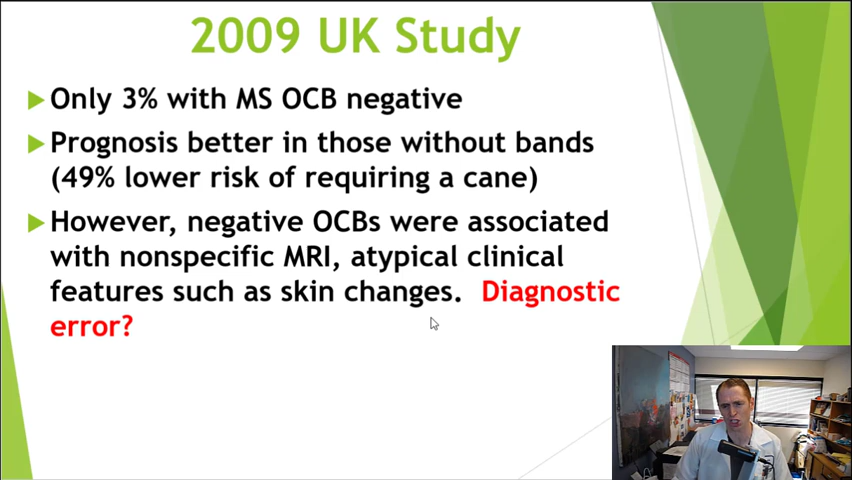 2009 UK Study
Only 3% with MS OCB negative
Prognosis better in those without bands
(49% lower risk of requiring a cane)
However, negative OCBs were associated
with nonspecific MRI, atypical clinical
features such as skin changes. Diagnostic
error?